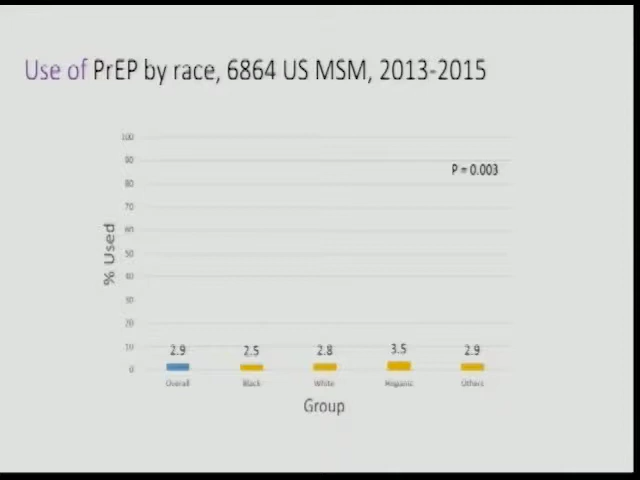 Use of PrEP by race, 6864 US MSM, 2013-2015
100
90
P = 0.003
80
70
60
50
40
30
20
10
0
% Used
2.9 2.5 2.8 3.5 2.9
Overall Black White Hispanic Others
Group